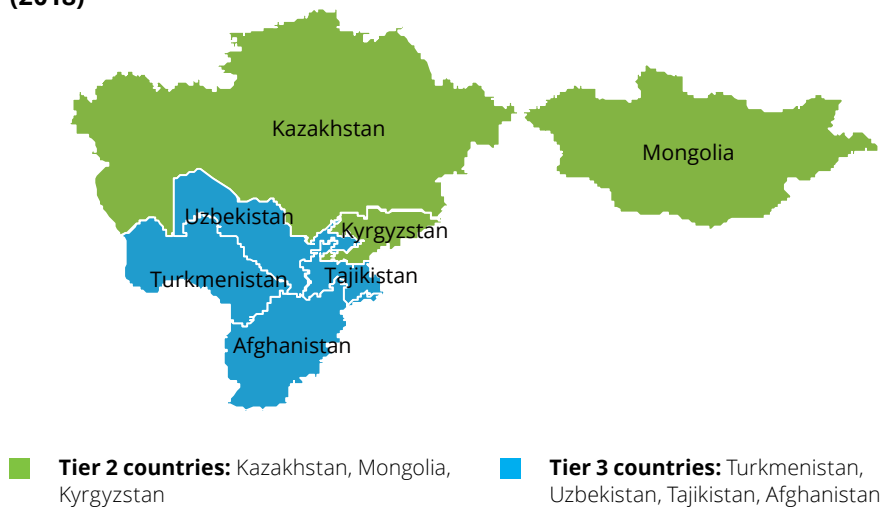 (2018)
Kazakhstan
Mongolia
Uzbekistan
Kyrgyzstan
Turkmenistan
Tajikistan
Afghanistan
Tier 2 countries: Kazakhstan, Mongolia,
Kyrgyzstan
Tier 3 countries: Turkmenistan,
Uzbekistan, Tajikistan, Afghanistan